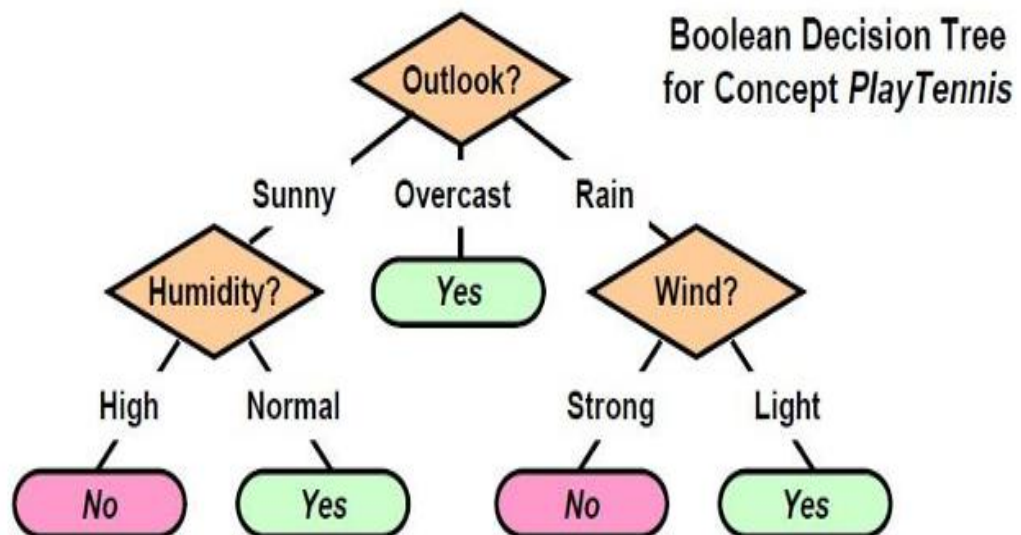 Boolean Decision Tree
for Concept PlayTennis
Outlook?
Sunny Overcast Rain
Humidity? Yes Wind?
High Normal Strong Light
No Yes No Yes